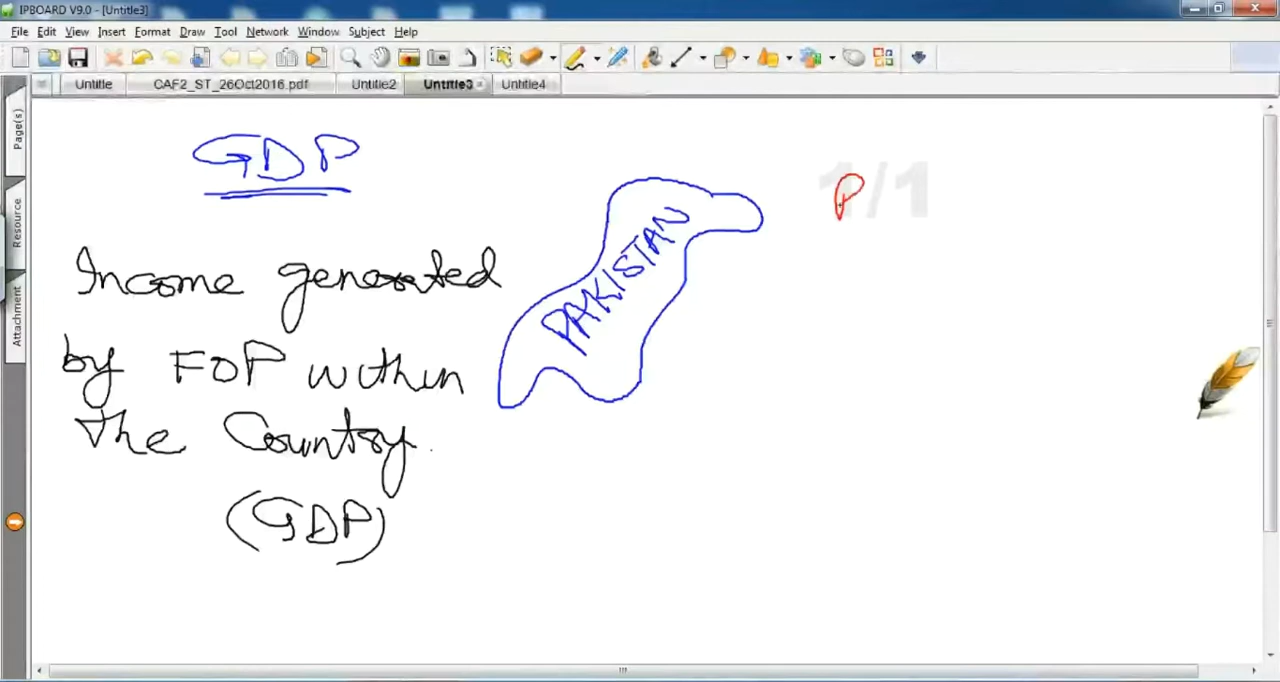 IPBOARD V9.0 - [Untitle3]
File Edit View Insert Format Draw Tool Network Window Subject Help
Untitle CAF2_ST_26Oct2016.pdf Untitle2 Untitle3 Untitle4
Page(s)
Resource
Attachment
GDP
Income generated
by FOP within
the Country.
(GDP)
PAKISTAN
1/1
P